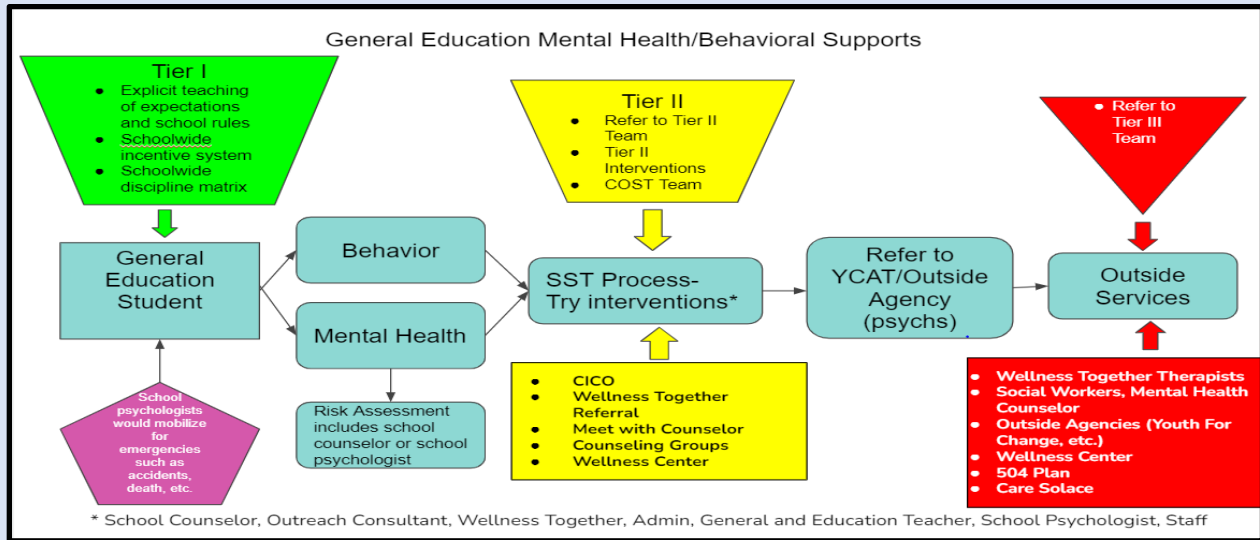 General Education Mental Health/Behavioral Supports
Tier I
● Explicit teaching
of expectations
and school rules
● Schoolwide
incentive system
● Schoolwide
discipline matrix
Tier II
● Refer to Tier II
Team
● Tier II
Interventions
● COST Team
● Refer to
Tier III
Team
General
Education
Student
Behavior
Mental Health
SST Process-
Try interventions*
Refer to
YCAT/Outside
Agency
(psychs)
Outside
Services
School
psychologists
would mobilize
for
emergencies
such as
accidents,
death, etc.
Risk Assessment
includes school
counselor or school
psychologist
● CICO
● Wellness Together
Referral
● Meet with Counselor
● Counseling Groups
● Wellness Center
● Wellness Together Therapists
● Social Workers, Mental Health
Counselor
● Outside Agencies (Youth For
Change, etc.)
● Wellness Center
● 504 Plan
● Care Solace
* School Counselor, Outreach Consultant, Wellness Together, Admin, General and Education Teacher, School Psychologist, Staff